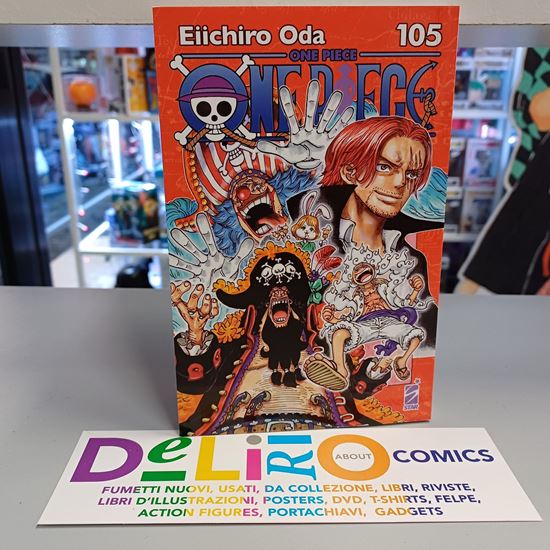 Eiichiro Oda 105
ONE PIECE
ONE PIECE
STAR
DeLiRiO
ABOUT
COMICS
FUMETTI NUOVI, USATI, DA COLLEZIONE, LIBRI, RIVISTE,
LIBRI D'ILLUSTRAZIONI, POSTERS, DVD, T-SHIRTS, FELPE,
ACTION FIGURES, PORTACHIAVI, GADGETS